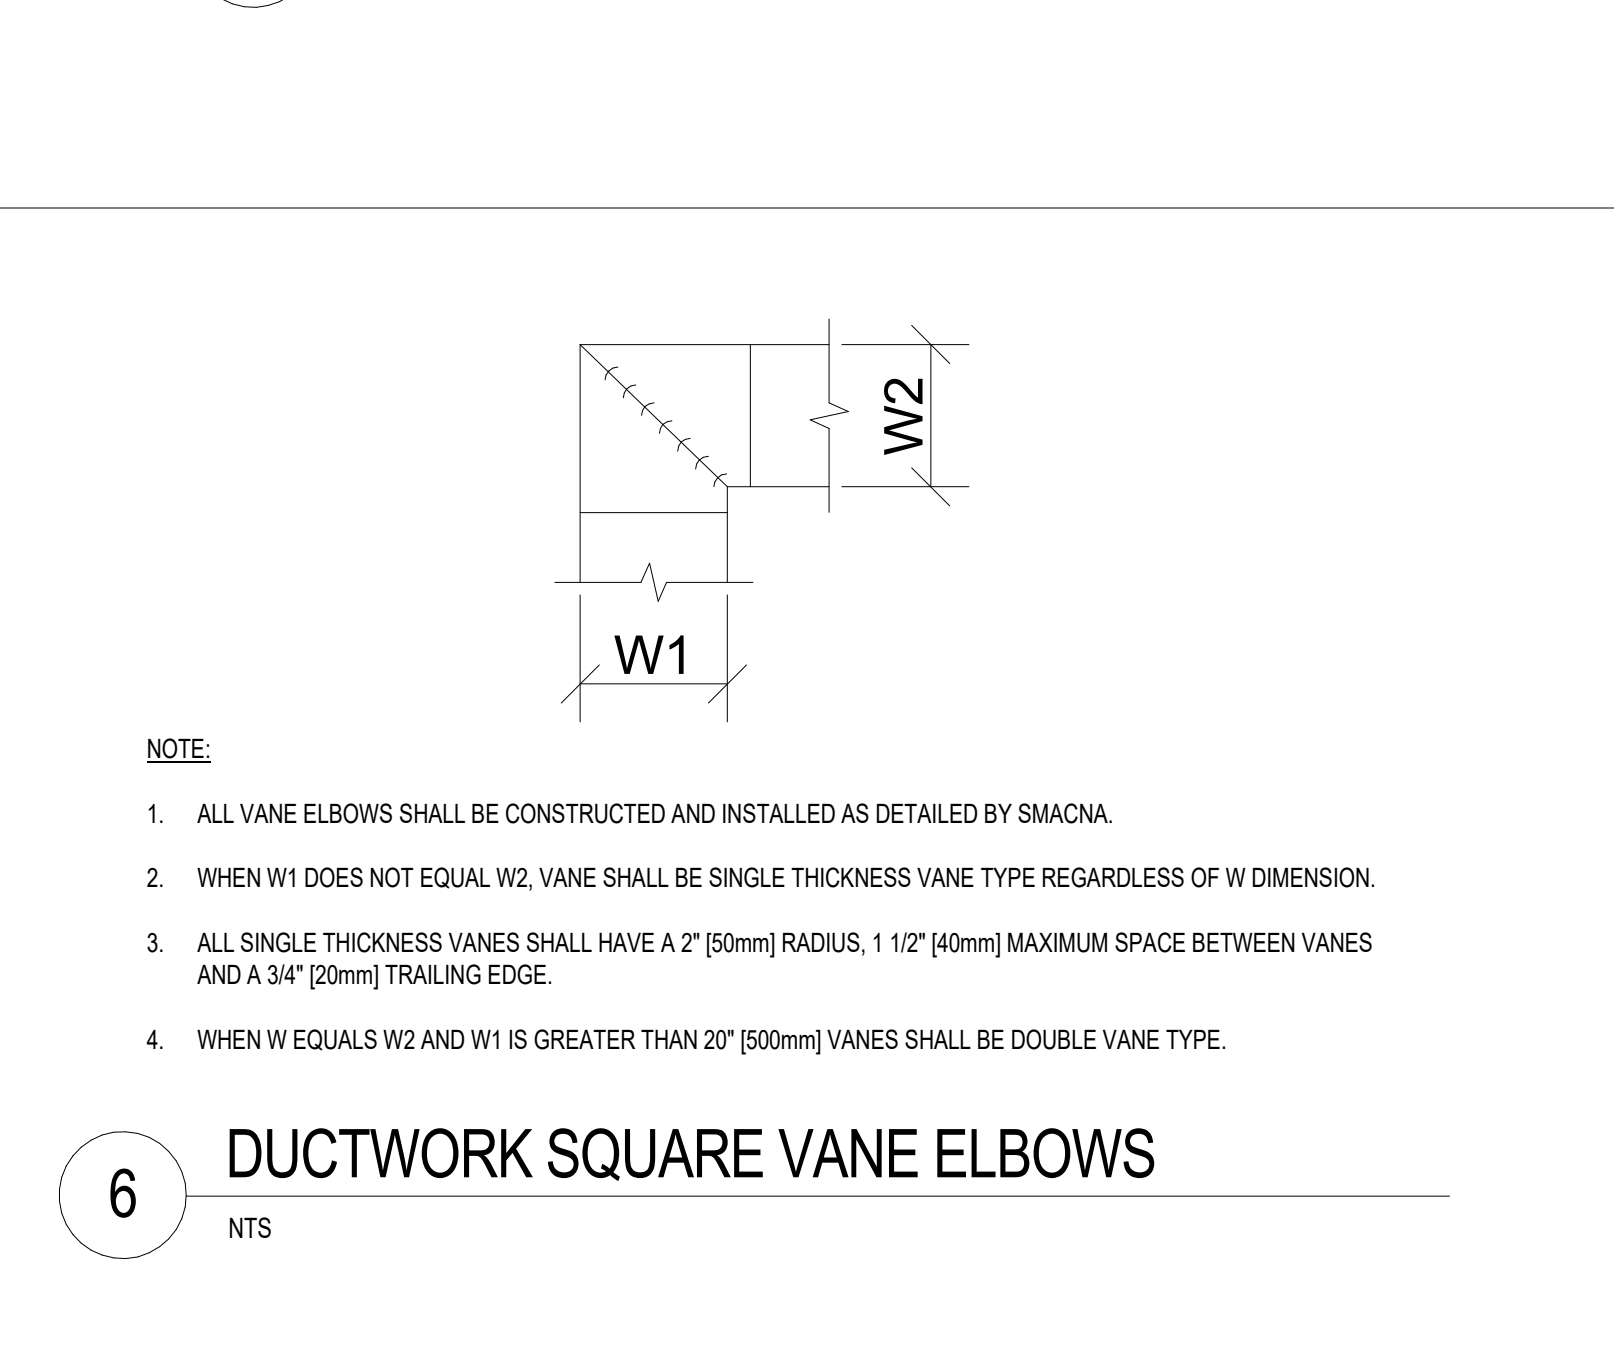 W2
W1
NOTE:
1. ALL VANE ELBOWS SHALL BE CONSTRUCTED AND INSTALLED AS DETAILED BY SMACNA.
2. WHEN W1 DOES NOT EQUAL W2, VANE SHALL BE SINGLE THICKNESS VANE TYPE REGARDLESS OF W DIMENSION.
3. ALL SINGLE THICKNESS VANES SHALL HAVE A 2" [50mm] RADIUS, 1 1/2" [40mm] MAXIMUM SPACE BETWEEN VANES
AND A 3/4" [20mm] TRAILING EDGE.
4. WHEN W EQUALS W2 AND W1 IS GREATER THAN 20" [500mm] VANES SHALL BE DOUBLE VANE TYPE.
DUCTWORK SQUARE VANE ELBOWS
6
NTS